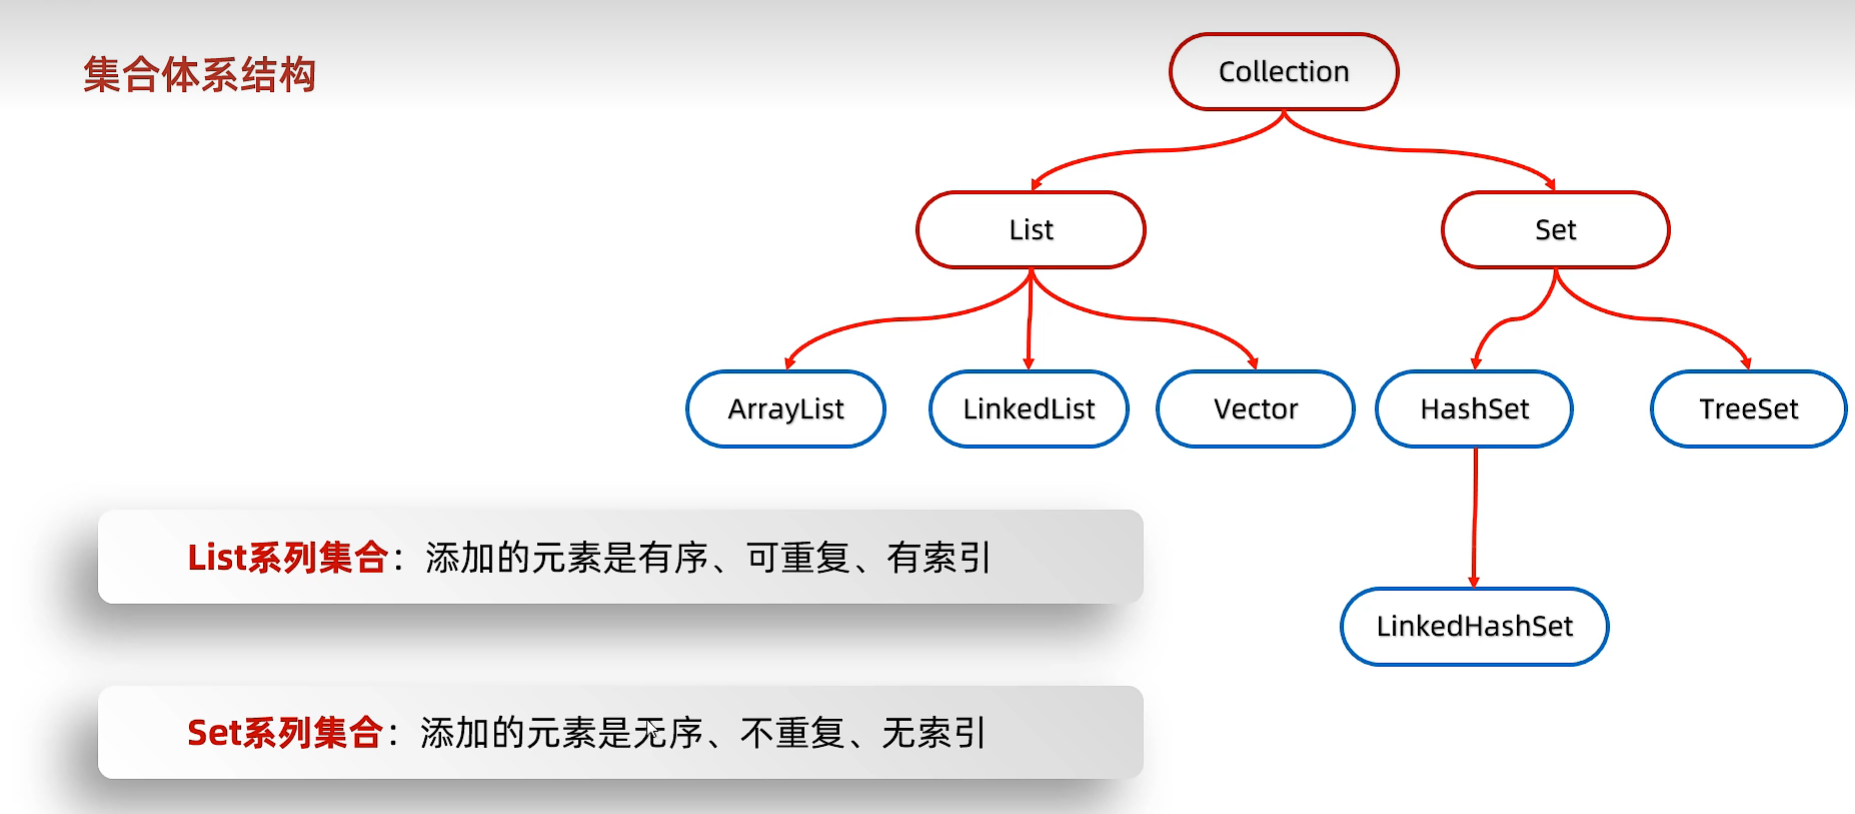 集合体系结构
Collection
List
Set
ArrayList
LinkedList
Vector
HashSet
TreeSet
LinkedHashSet
List系列集合：添加的元素是有序、可重复、有索引
Set系列集合：添加的元素是无序、不重复、无索引